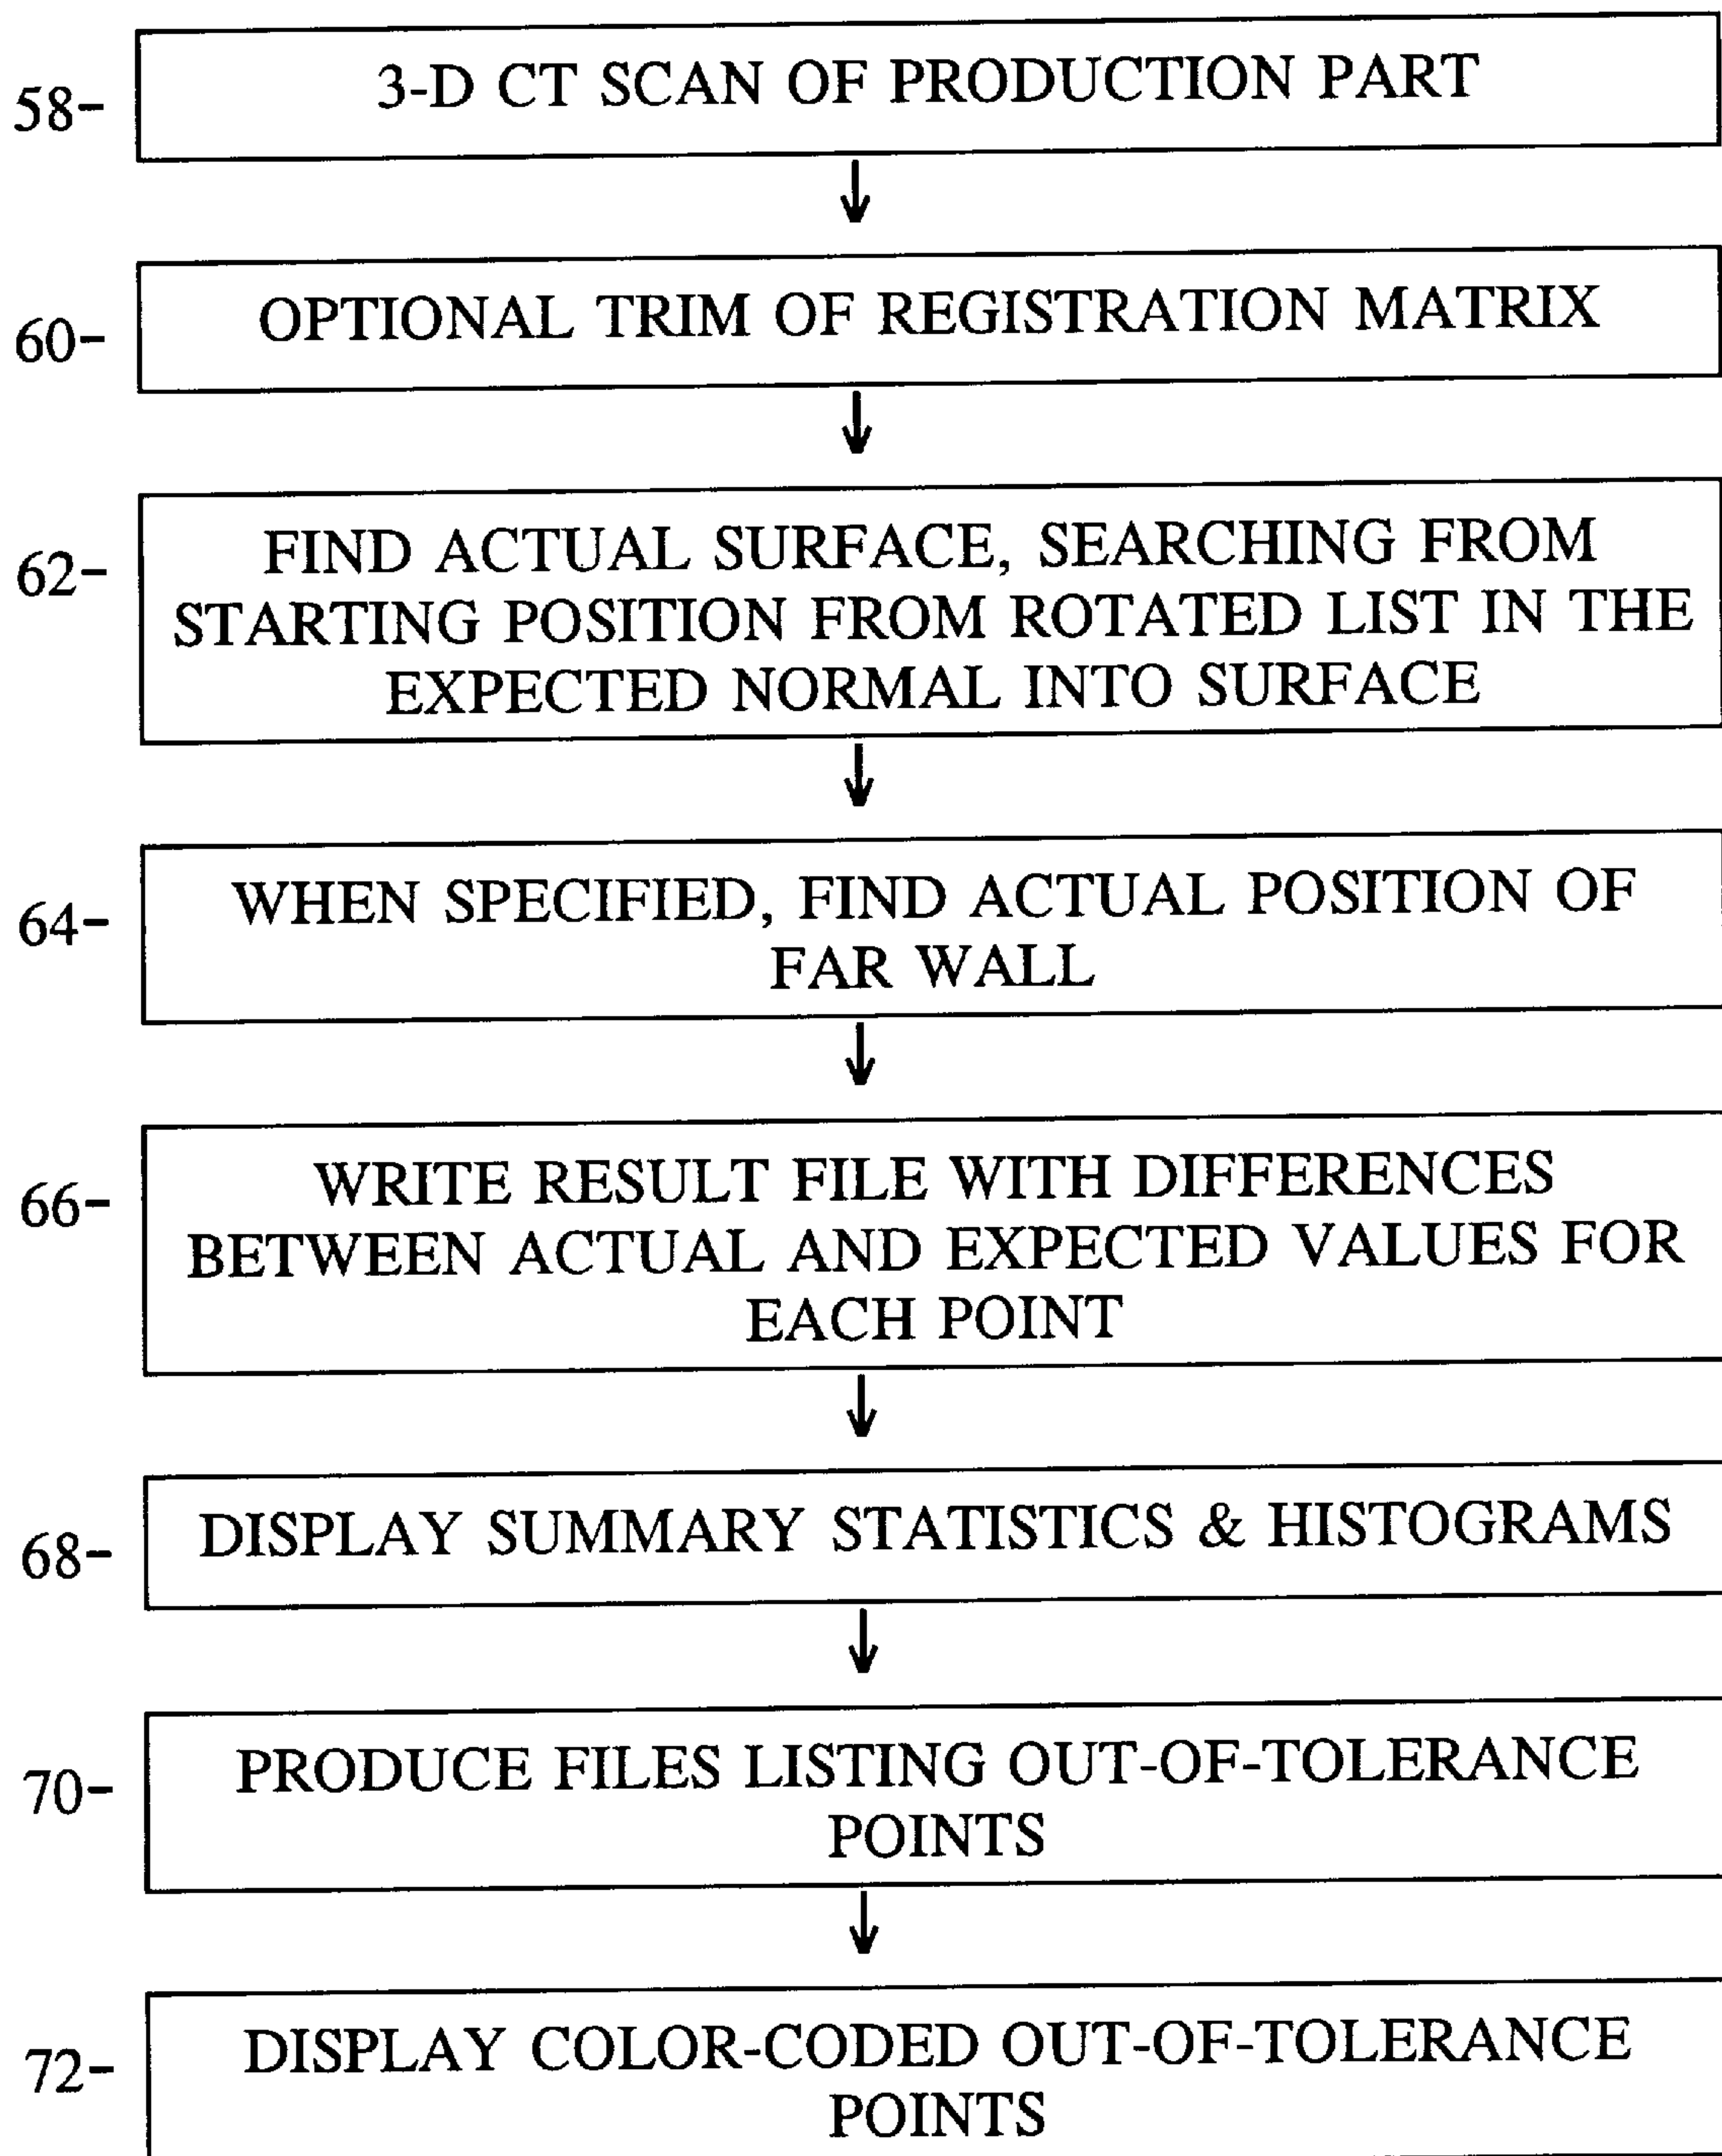 58- 3-D CT SCAN OF PRODUCTION PART
60- OPTIONAL TRIM OF REGISTRATION MATRIX
62- FIND ACTUAL SURFACE, SEARCHING FROM
STARTING POSITION FROM ROTATED LIST IN THE
EXPECTED NORMAL INTO SURFACE
64- WHEN SPECIFIED, FIND ACTUAL POSITION OF
FAR WALL
66- WRITE RESULT FILE WITH DIFFERENCES
BETWEEN ACTUAL AND EXPECTED VALUES FOR
EACH POINT
68- DISPLAY SUMMARY STATISTICS & HISTOGRAMS
70- PRODUCE FILES LISTING OUT-OF-TOLERANCE
POINTS
72- DISPLAY COLOR-CODED OUT-OF-TOLERANCE
POINTS